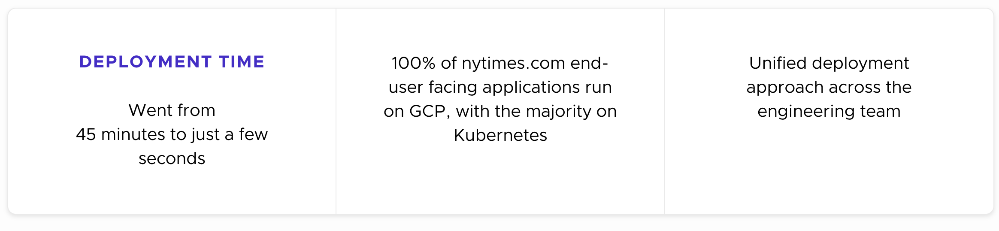 DEPLOYMENT TIME
Went from
45 minutes to just a few
seconds
100% of nytimes.com end-
user facing applications run
on GCP, with the majority on
Kubernetes
Unified deployment
approach across the
engineering team